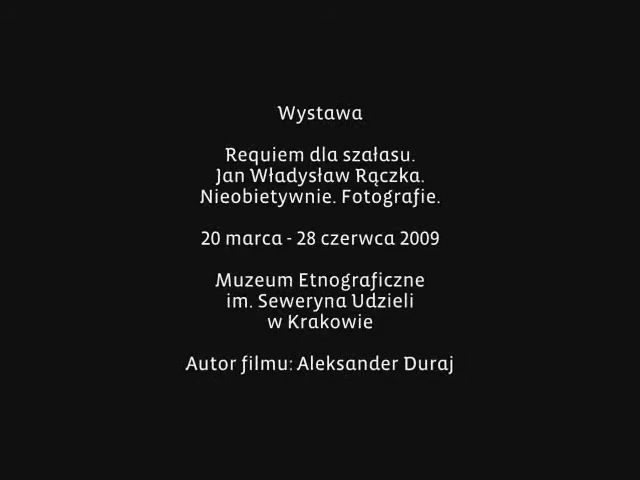 Wystawa
Requiem dla szałasu.
Jan Władysław Rączka.
Nieobietywnie. Fotografie.
20 marca - 28 czerwca 2009
Muzeum Etnograficzne
im. Seweryna Udzieli
w Krakowie
Autor filmu: Aleksander Duraj